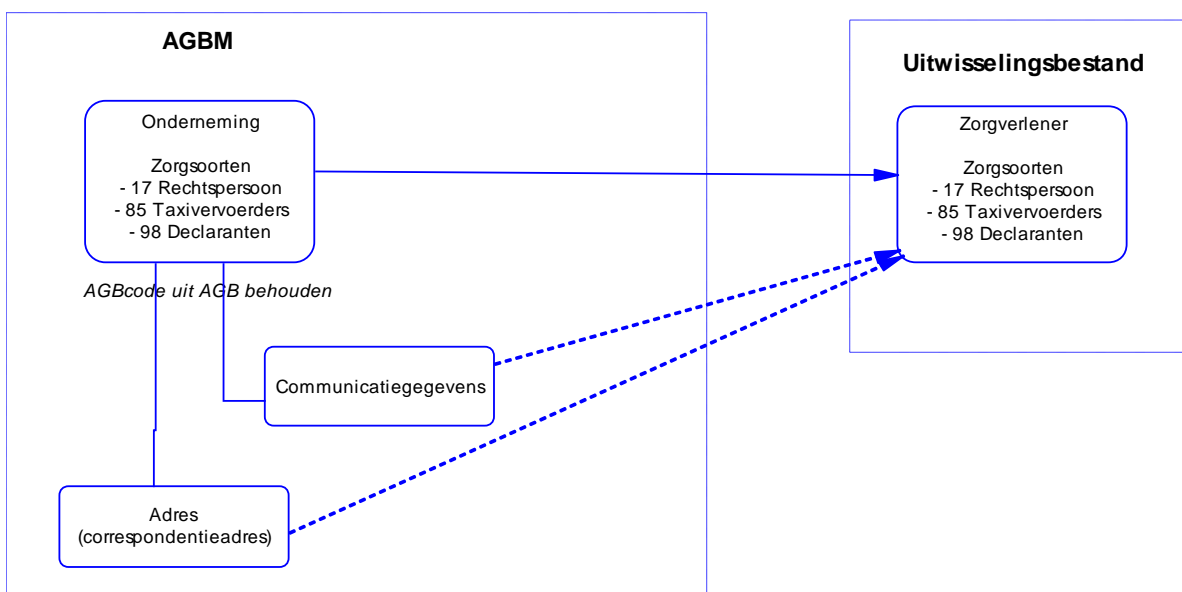 AGBM
Onderneming
Zorgsoorten
- 17 Rechtspersoon
- 85 Taxivervoerders
- 98 Declaranten
AGBcode uit AGB behouden
Communicatiegegevens
Adres
(correspondentieadres)
Uitwisselingsbestand
Zorgverlener
Zorgsoorten
- 17 Rechtspersoon
- 85 Taxivervoerders
- 98 Declaranten